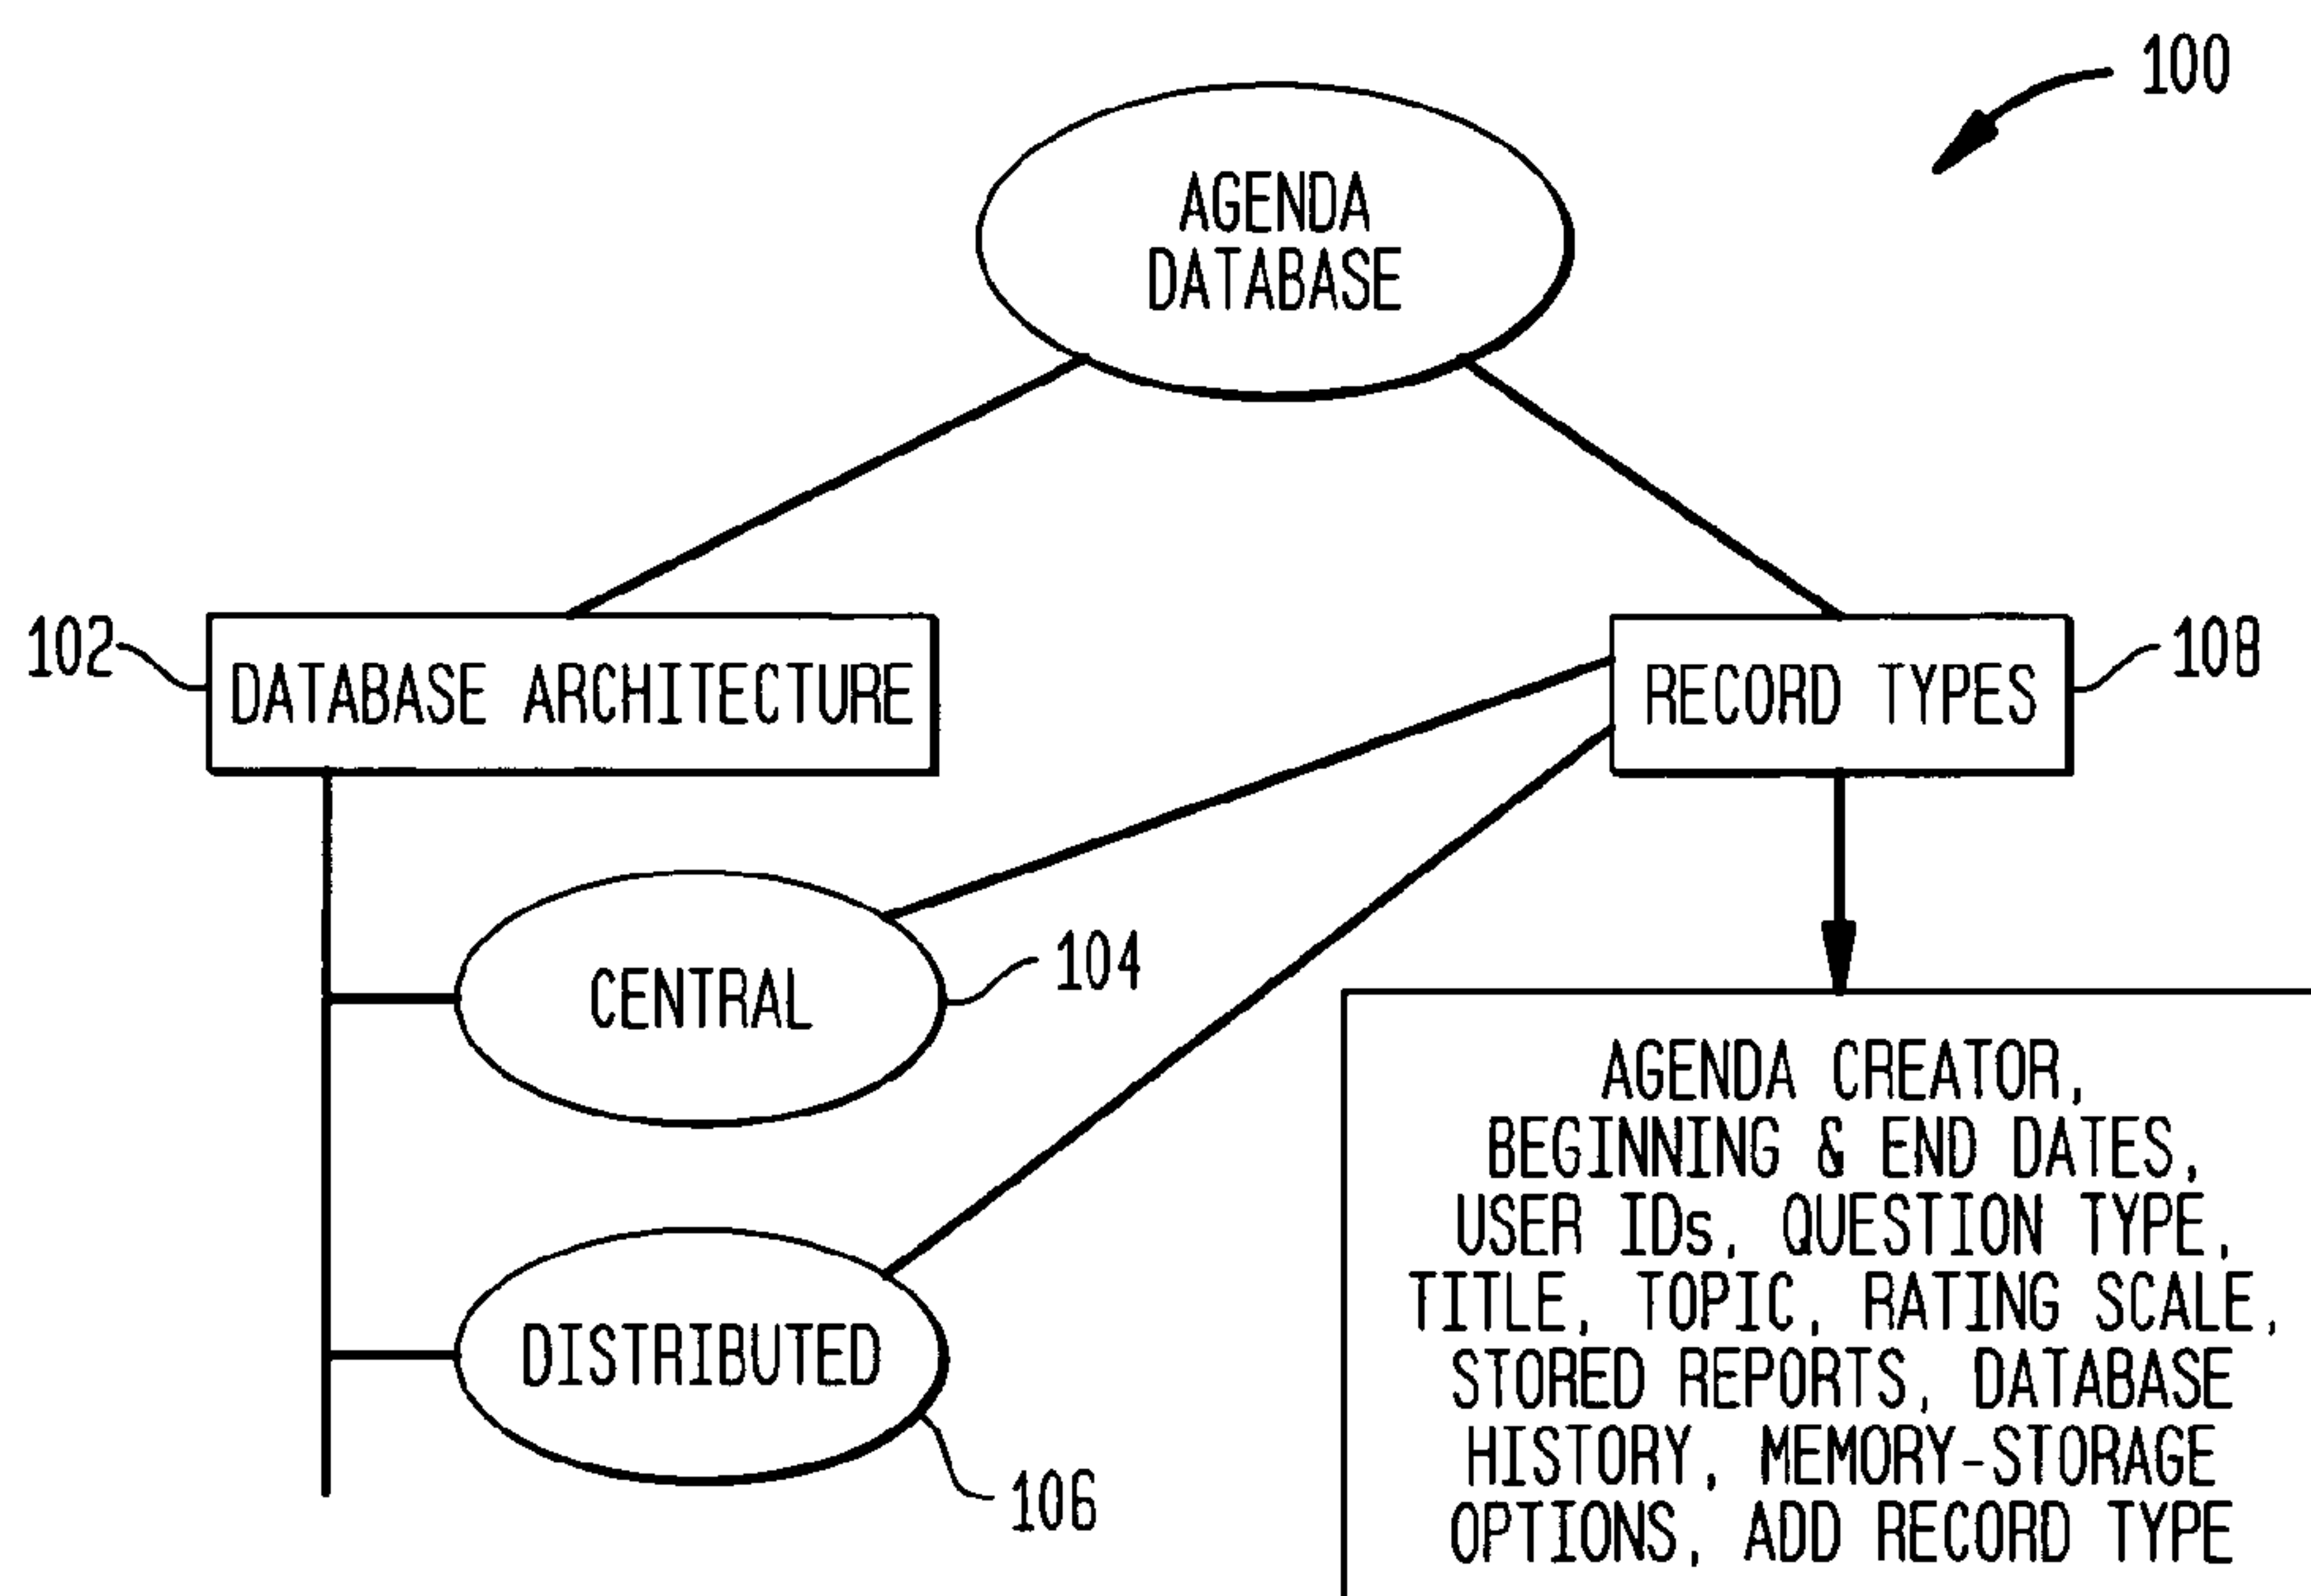 100
AGENDA
DATABASE
102
DATABASE ARCHITECTURE
RECORD TYPES
108
CENTRAL
104
DISTRIBUTED
106
AGENDA CREATOR,
BEGINNING & END DATES,
USER IDs, QUESTION TYPE,
TITLE, TOPIC, RATING SCALE,
STORED REPORTS, DATABASE
HISTORY, MEMORY-STORAGE
OPTIONS, ADD RECORD TYPE